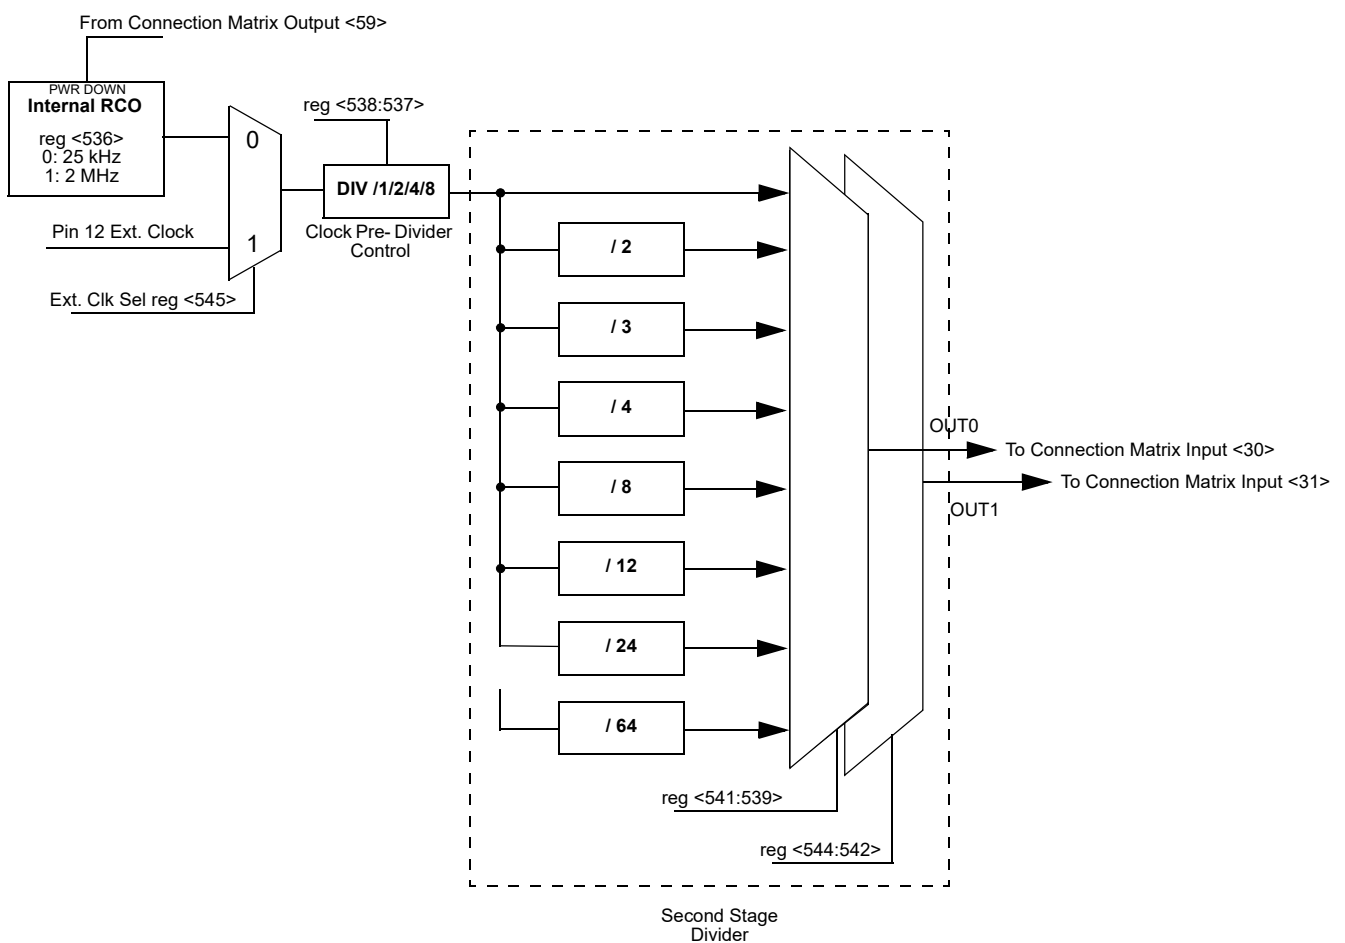 From Connection Matrix Output <59>
PWR DOWN
Internal RCO
reg <536>
0: 25 kHz
1: 2 MHz
0
1
Pin 12 Ext. Clock
Ext. Clk Sel reg <545>
reg <538:537>
DIV /1/2/4/8
Clock Pre- Divider
Control
/ 2
/ 3
/ 4
/ 8
/ 12
/ 24
/ 64
OUT0
To Connection Matrix Input <30>
To Connection Matrix Input <31>
OUT1
reg <541:539>
reg <544:542>
Second Stage
Divider